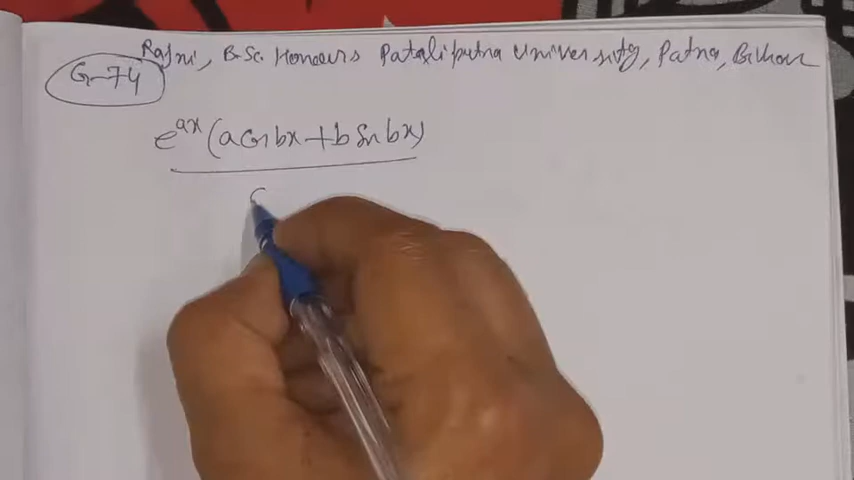 Rajni, B.Sc. Honours Pataliputra University, Patna, Bihar
G-74
e^ax (a Cos bx + b Sin bx)